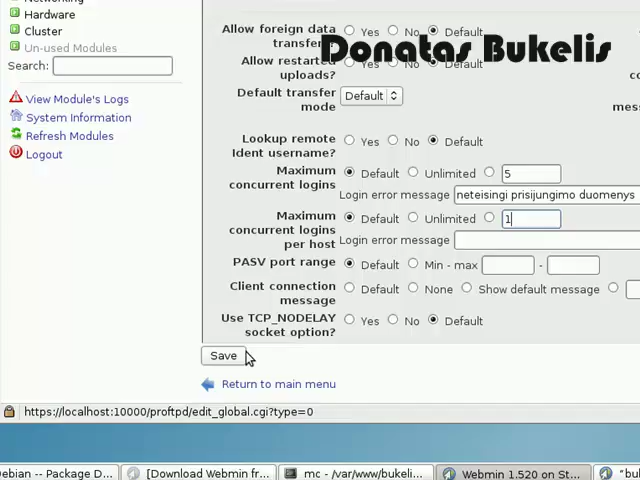 Networking
Hardware
Cluster
Un-used Modules
Search:
View Module's Logs
System Information
Refresh Modules
Logout
Donatas Bukelis
Allow foreign data
transfer? Yes No Default
Allow restarted
uploads? Yes No Default
Default transfer
mode Default
Lookup remote
Ident username? Yes No Default
Maximum
concurrent logins Default Unlimited 5
Login error message neteisingi prisijungimo duomenys
Maximum
concurrent logins
per host Default Unlimited 1
Login error message
PASV port range Default Min - max -
Client connection
message Default None Show default message
Use TCP_NODELAY
socket option? Yes No Default
Save
Return to main menu
https://localhost:10000/proftpd/edit_global.cgi?type=0
ebian -- Package D... [Download Webmin fr... mc - /var/www/bukeli... Webmin 1.520 on St... "bu